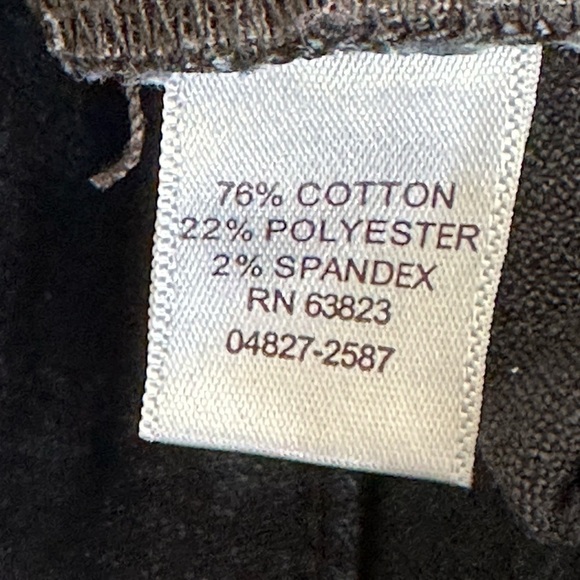 76% COTTON
22% POLYESTER
2% SPANDEX
RN 63823
04827-2587